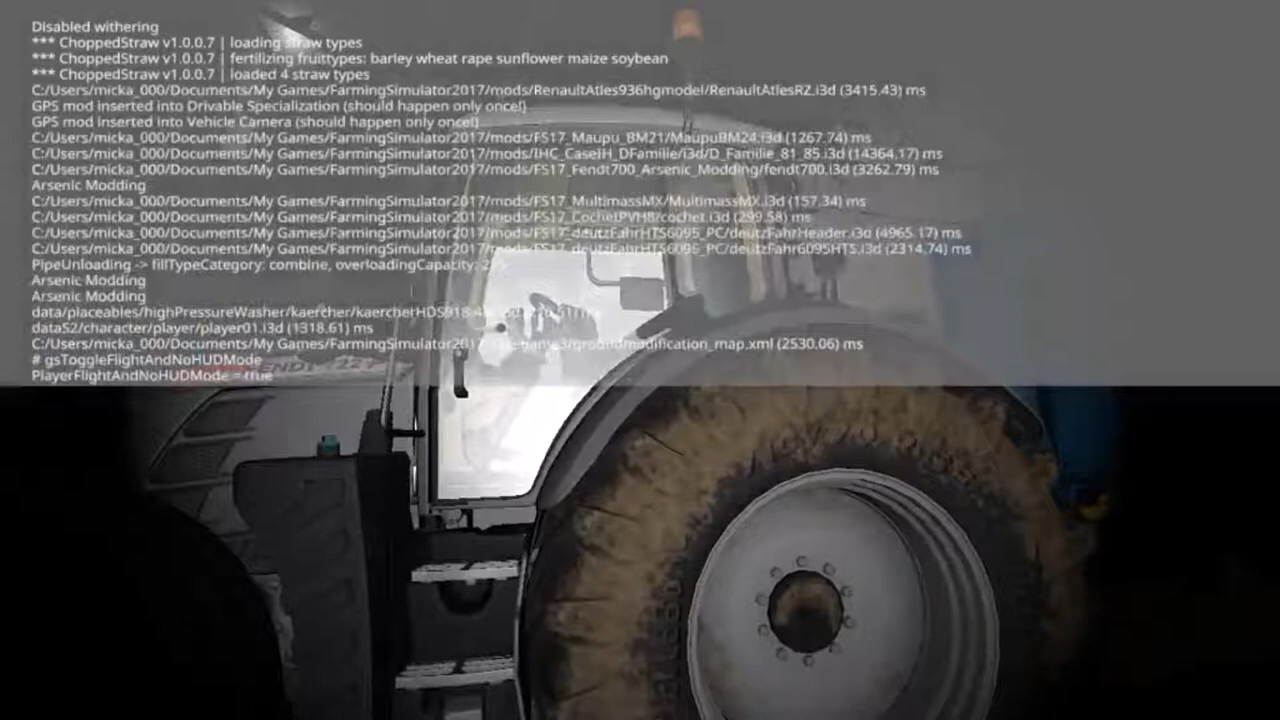 Disabled withering
*** ChoppedStraw v1.0.0.7 | loading straw types
*** ChoppedStraw v1.0.0.7 | fertilizing fruittypes: barley wheat rape sunflower maize soybean
*** ChoppedStraw v1.0.0.7 | loaded 4 straw types
C:/Users/micka_000/Documents/My Games/FarmingSimulator2017/mods/RenaultAtles936hgmodel/RenaultAtlesRZ.i3d (3415.43) ms
GPS mod inserted into Drivable Specialization (should happen only once!)
GPS mod inserted into Vehicle Camera (should happen only once!)
C:/Users/micka_000/Documents/My Games/FarmingSimulator2017/mods/FS17_Maupu_BM21/MaupuBM24.i3d (1267.74) ms
C:/Users/micka_000/Documents/My Games/FarmingSimulator2017/mods/IHC_CaseIH_DFamilie/i3d/D_Familie_81_85.i3d (14364.17) ms
C:/Users/micka_000/Documents/My Games/FarmingSimulator2017/mods/FS17_Fendt700_Arsenic_Modding/fendt700.i3d (3262.79) ms
Arsenic Modding
C:/Users/micka_000/Documents/My Games/FarmingSimulator2017/mods/FS17_MultimassMX/MultimassMX.i3d (157.34) ms
C:/Users/micka_000/Documents/My Games/FarmingSimulator2017/mods/FS17_CochetPVH8/cochet.i3d (299.58) ms
C:/Users/micka_000/Documents/My Games/FarmingSimulator2017/mods/FS17_deutzFahrHTS6095_PC/deutzFahrHeader.i3d (4965.17) ms
C:/Users/micka_000/Documents/My Games/FarmingSimulator2017/mods/FS17_deutzFahrHTS6095_PC/deutzFahr6095HTS.i3d (2314.74) ms
PipeUnloading -> fillTypeCategory: combine, overloadingCapacity:
Arsenic Modding
Arsenic Modding
data/placeables/highPressureWasher/kaercher/kaercherHDS918
dataS2/character/player/player01.i3d (1318.61) ms
C:/Users/micka_000/Documents/My Games/FarmingSimulator2017 (2530.06) ms
# gsToggleFlightAndNoHUDMode
PlayerFlightAndNoHUDMode = true